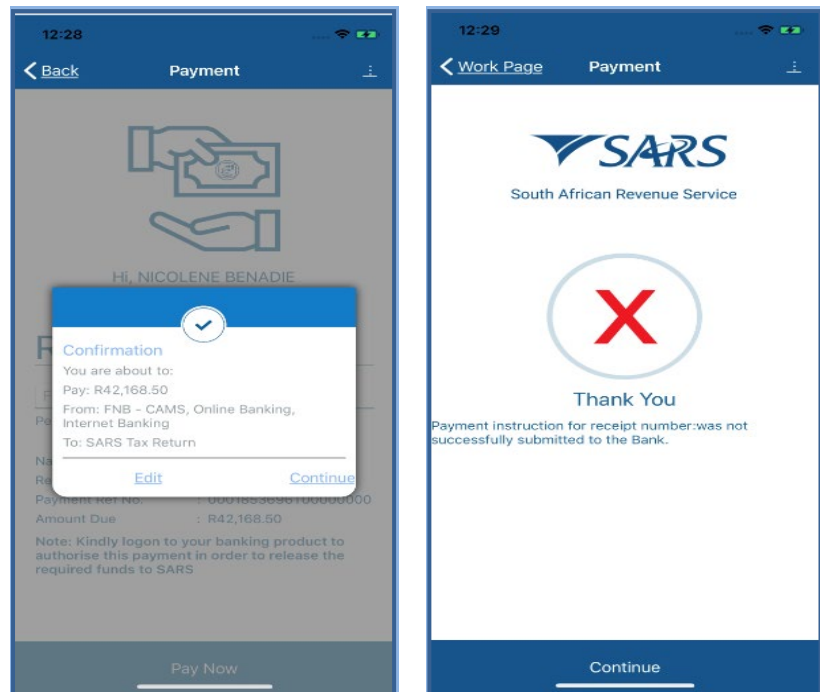 12:28
Back Payment
Hi, NICOLENE BENADIE
R
Confirmation
You are about to:
Pay: R42,168.50
From: FNB - CAMS, Online Banking,
Internet Banking
To: SARS Tax Return
Edit Continue
Payment Ref No. : 0001853696100000000
Amount Due : R42,168.50
Note: Kindly logon to your banking product to
authorise this payment in order to release the
required funds to SARS
Pay Now
12:29
Work Page Payment
SARS
South African Revenue Service
X
Thank You
Payment instruction for receipt number:was not
successfully submitted to the Bank.
Continue